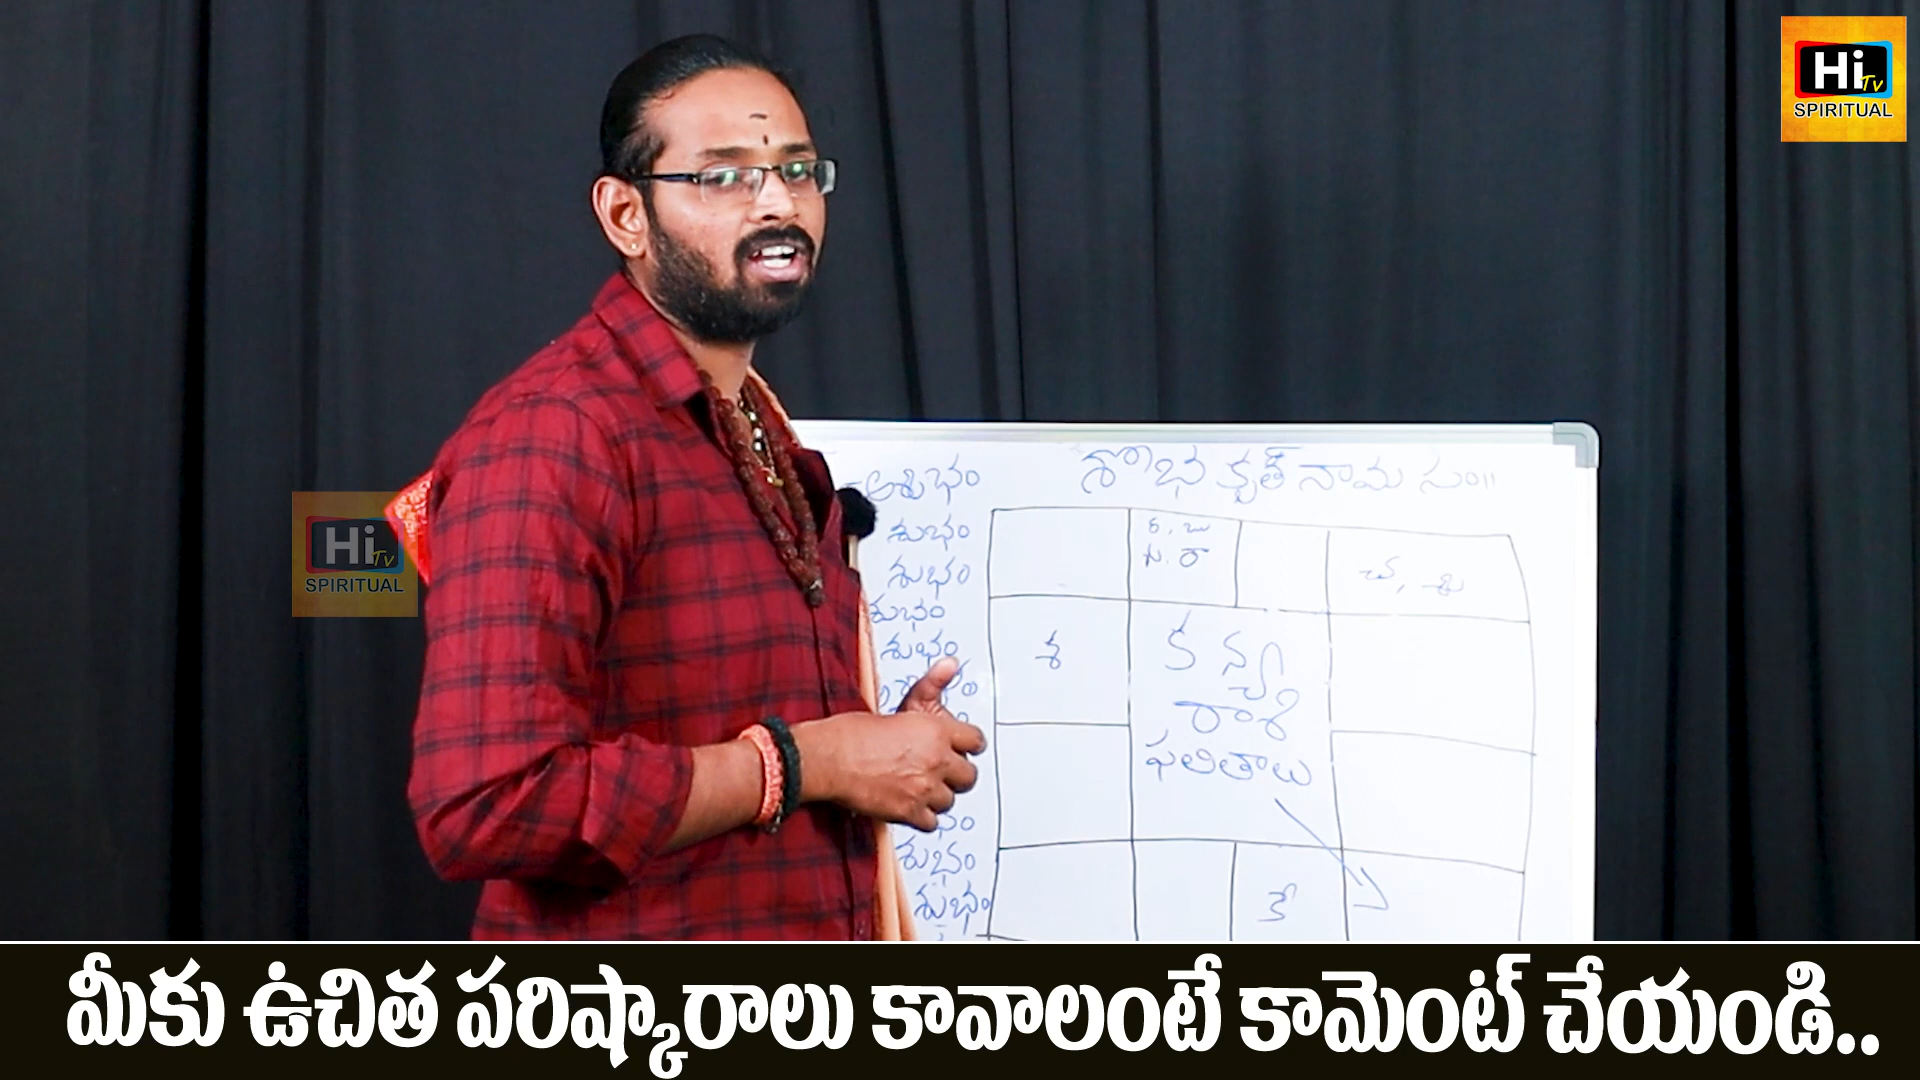 Hi Tv
SPIRITUAL
శోభకృత్ నామ సం||
అశుభం
శుభం
శుభం
శుభం
శుభం
ర, బు
చ, శు
Hi Tv
SPIRITUAL
శ
కన్యా
రాశి
ఫలితాలు
శుభం
శుభం
కే
మీకు ఉచిత పరిష్కారాలు కావాలంటే కామెంట్ చేయండి..